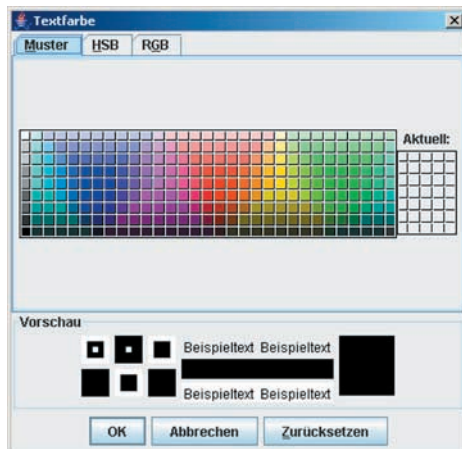 Textfarbe
Muster HSB RGB
Aktuell:
Vorschau
Beispieltext Beispieltext
Beispieltext Beispieltext
OK Abbrechen Zurücksetzen